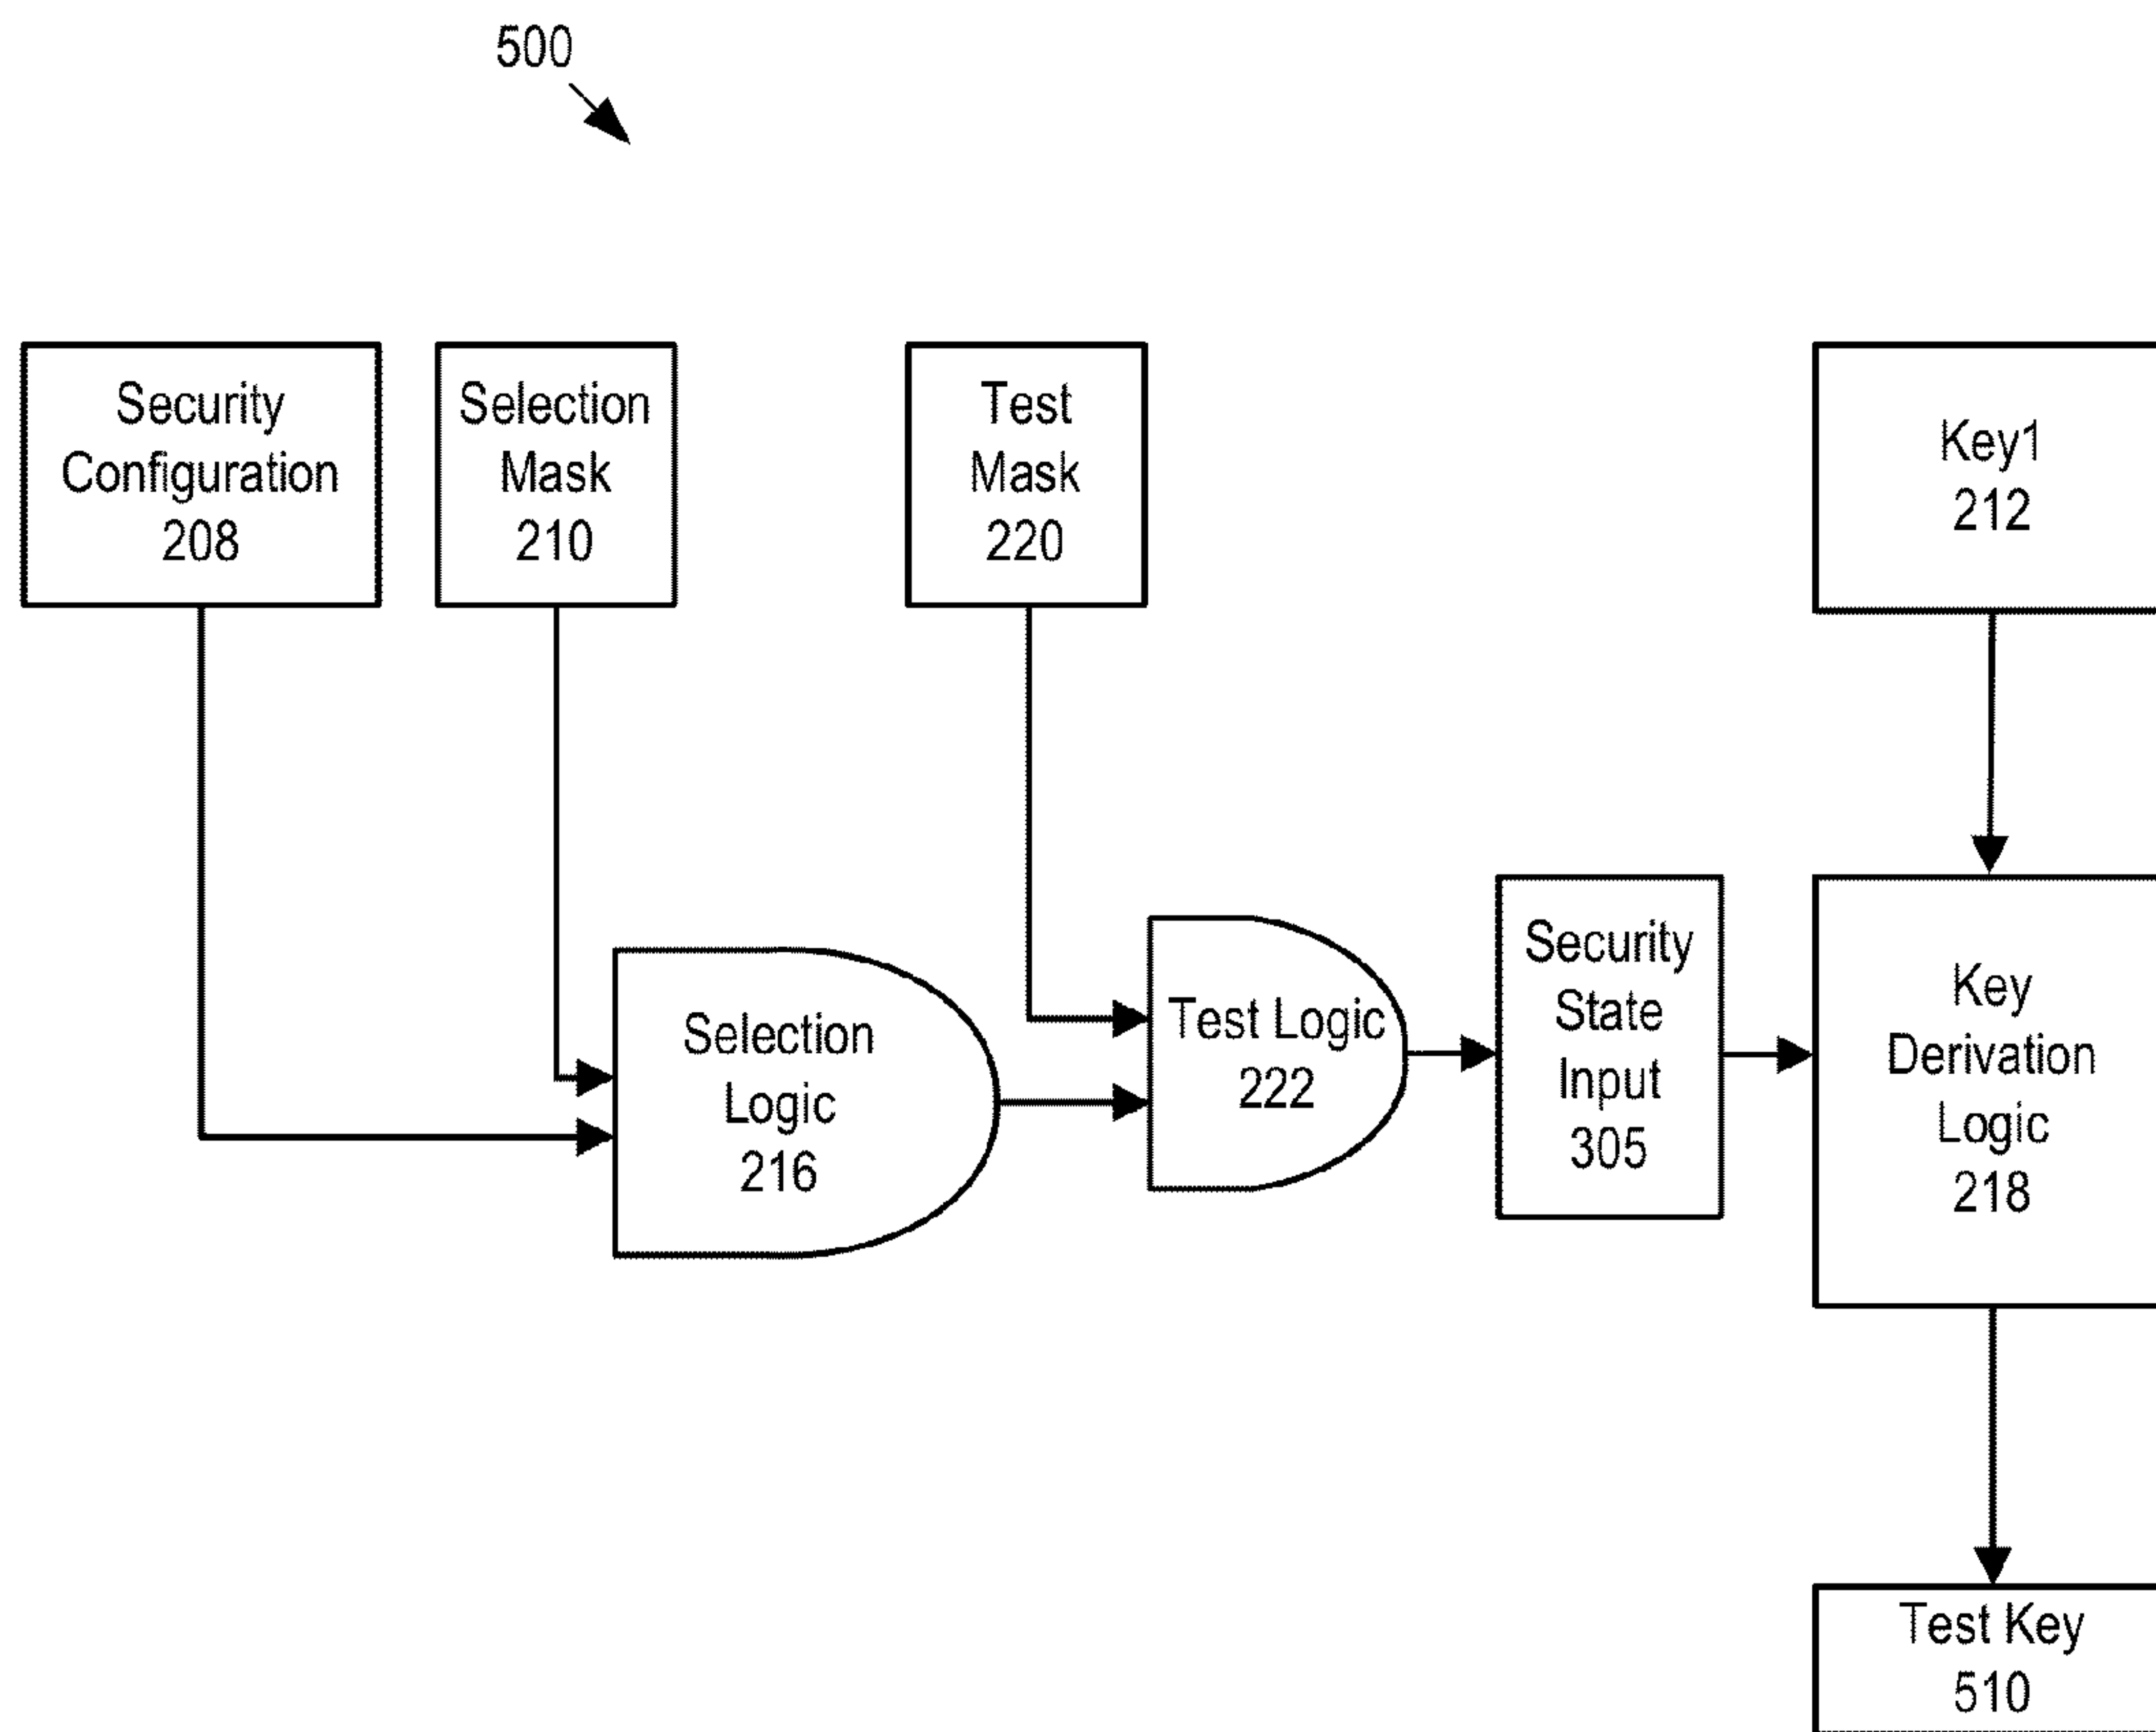 500
Security
Configuration
208
Selection
Mask
210
Test
Mask
220
Key1
212
Selection
Logic
216
Test Logic
222
Security
State
Input
305
Key
Derivation
Logic
218
Test Key
510